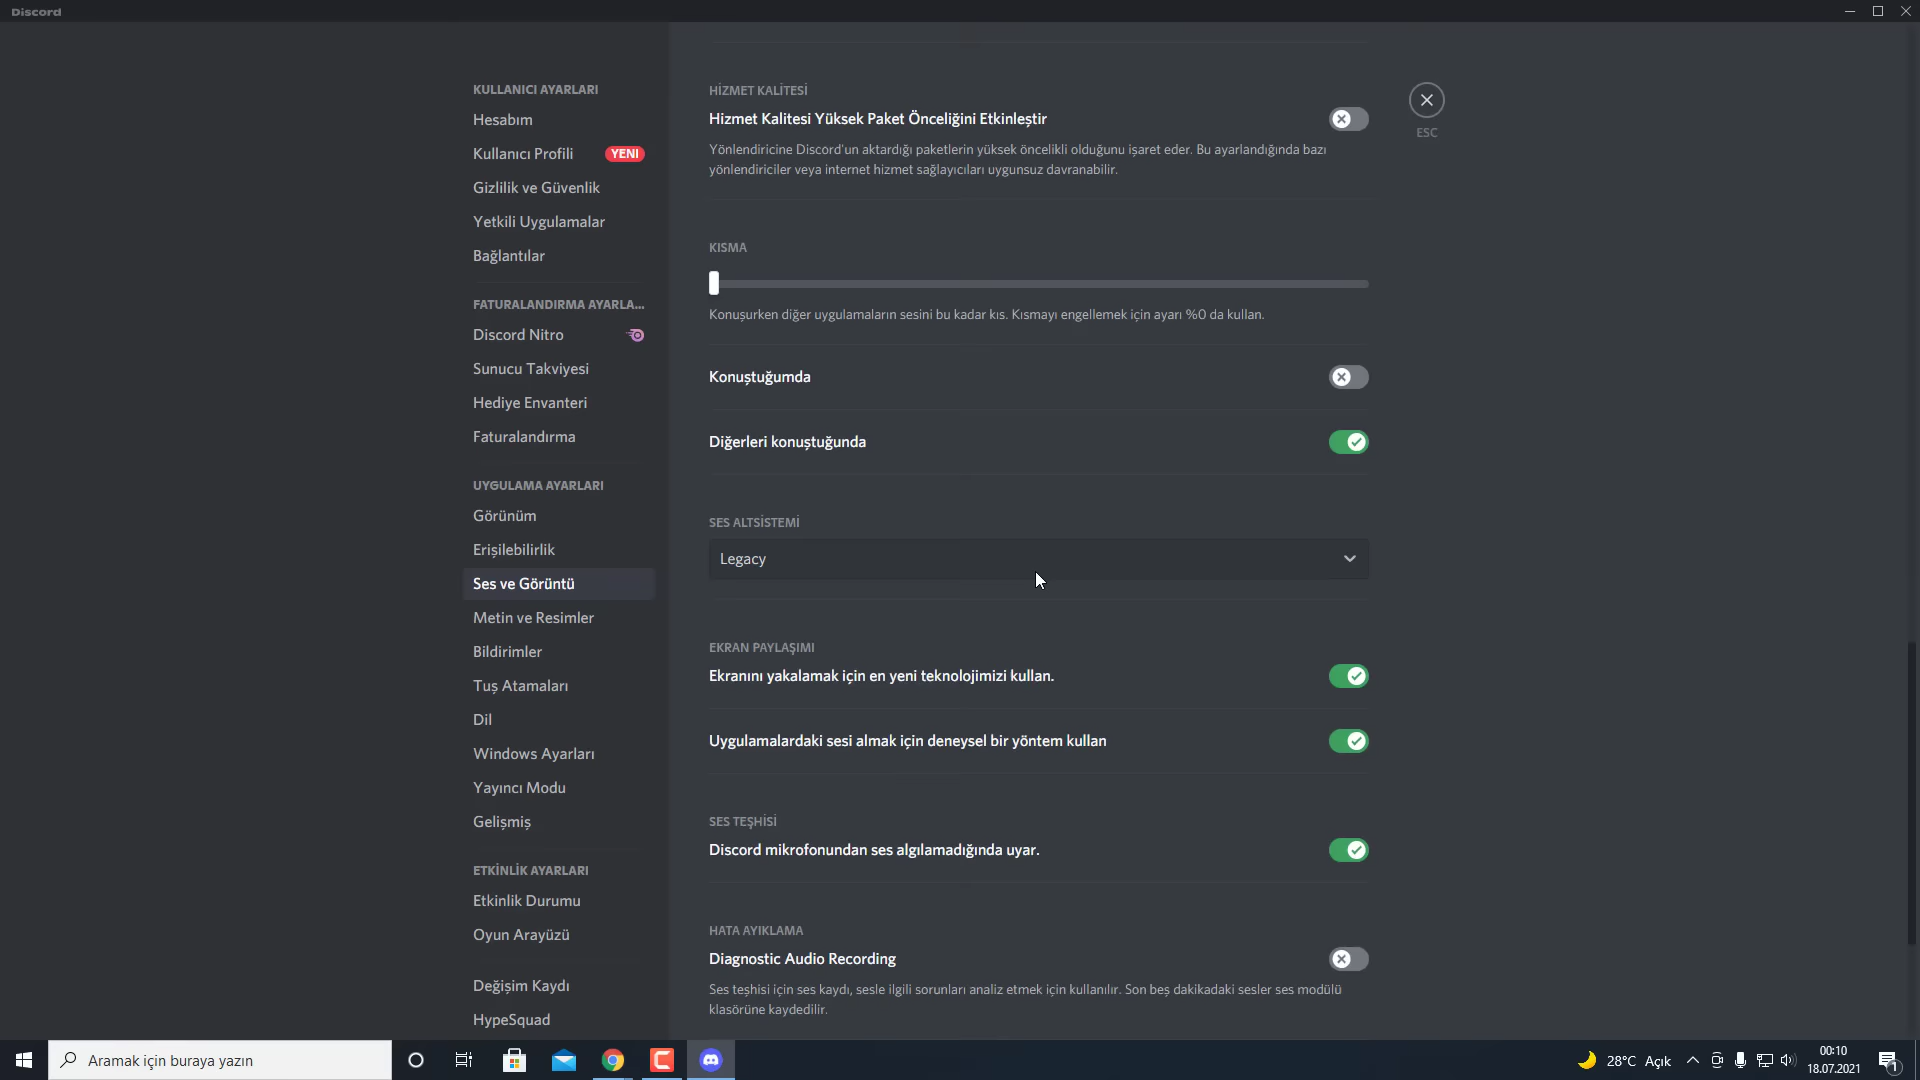 Discord
KULLANICI AYARLARI
Hesabım
Kullanıcı Profili
YENİ
Gizlilik ve Güvenlik
Yetkili Uygulamalar
Bağlantılar
FATURALANDIRMA AYARLA...
Discord Nitro
Sunucu Takviyesi
Hediye Envanteri
Faturalandırma
UYGULAMA AYARLARI
Görünüm
Erişilebilirlik
Ses ve Görüntü
Metin ve Resimler
Bildirimler
Tuş Atamaları
Dil
Windows Ayarları
Yayıncı Modu
Gelişmiş
ETKİNLİK AYARLARI
Etkinlik Durumu
Oyun Arayüzü
Değişim Kaydı
HypeSquad
HİZMET KALİTESİ
Hizmet Kalitesi Yüksek Paket Önceliğini Etkinleştir
Yönlendiricine Discord'un aktardığı paketlerin yüksek öncelikli olduğunu işaret eder. Bu ayarlandığında bazı
yönlendiriciler veya internet hizmet sağlayıcıları uygunsuz davranabilir.
KISMA
Konuşurken diğer uygulamaların sesini bu kadar kıs. Kısmayı engellemek için ayarı %0 da kullan.
Konuştuğumda
Diğerleri konuştuğunda
SES ALTSİSTEMİ
Legacy
EKRAN PAYLAŞIMI
Ekranını yakalamak için en yeni teknolojimizi kullan.
Uygulamalardaki sesi almak için deneysel bir yöntem kullan
SES TEŞHİSİ
Discord mikrofonundan ses algılamadığında uyar.
HATA AYIKLAMA
Diagnostic Audio Recording
Ses teşhisi için ses kaydı, sesle ilgili sorunları analiz etmek için kullanılır. Son beş dakikadaki sesler ses modülü
klasörüne kaydedilir.
ESC
Aramak için buraya yazın
28°C Açık
00:10
18.07.2021
1